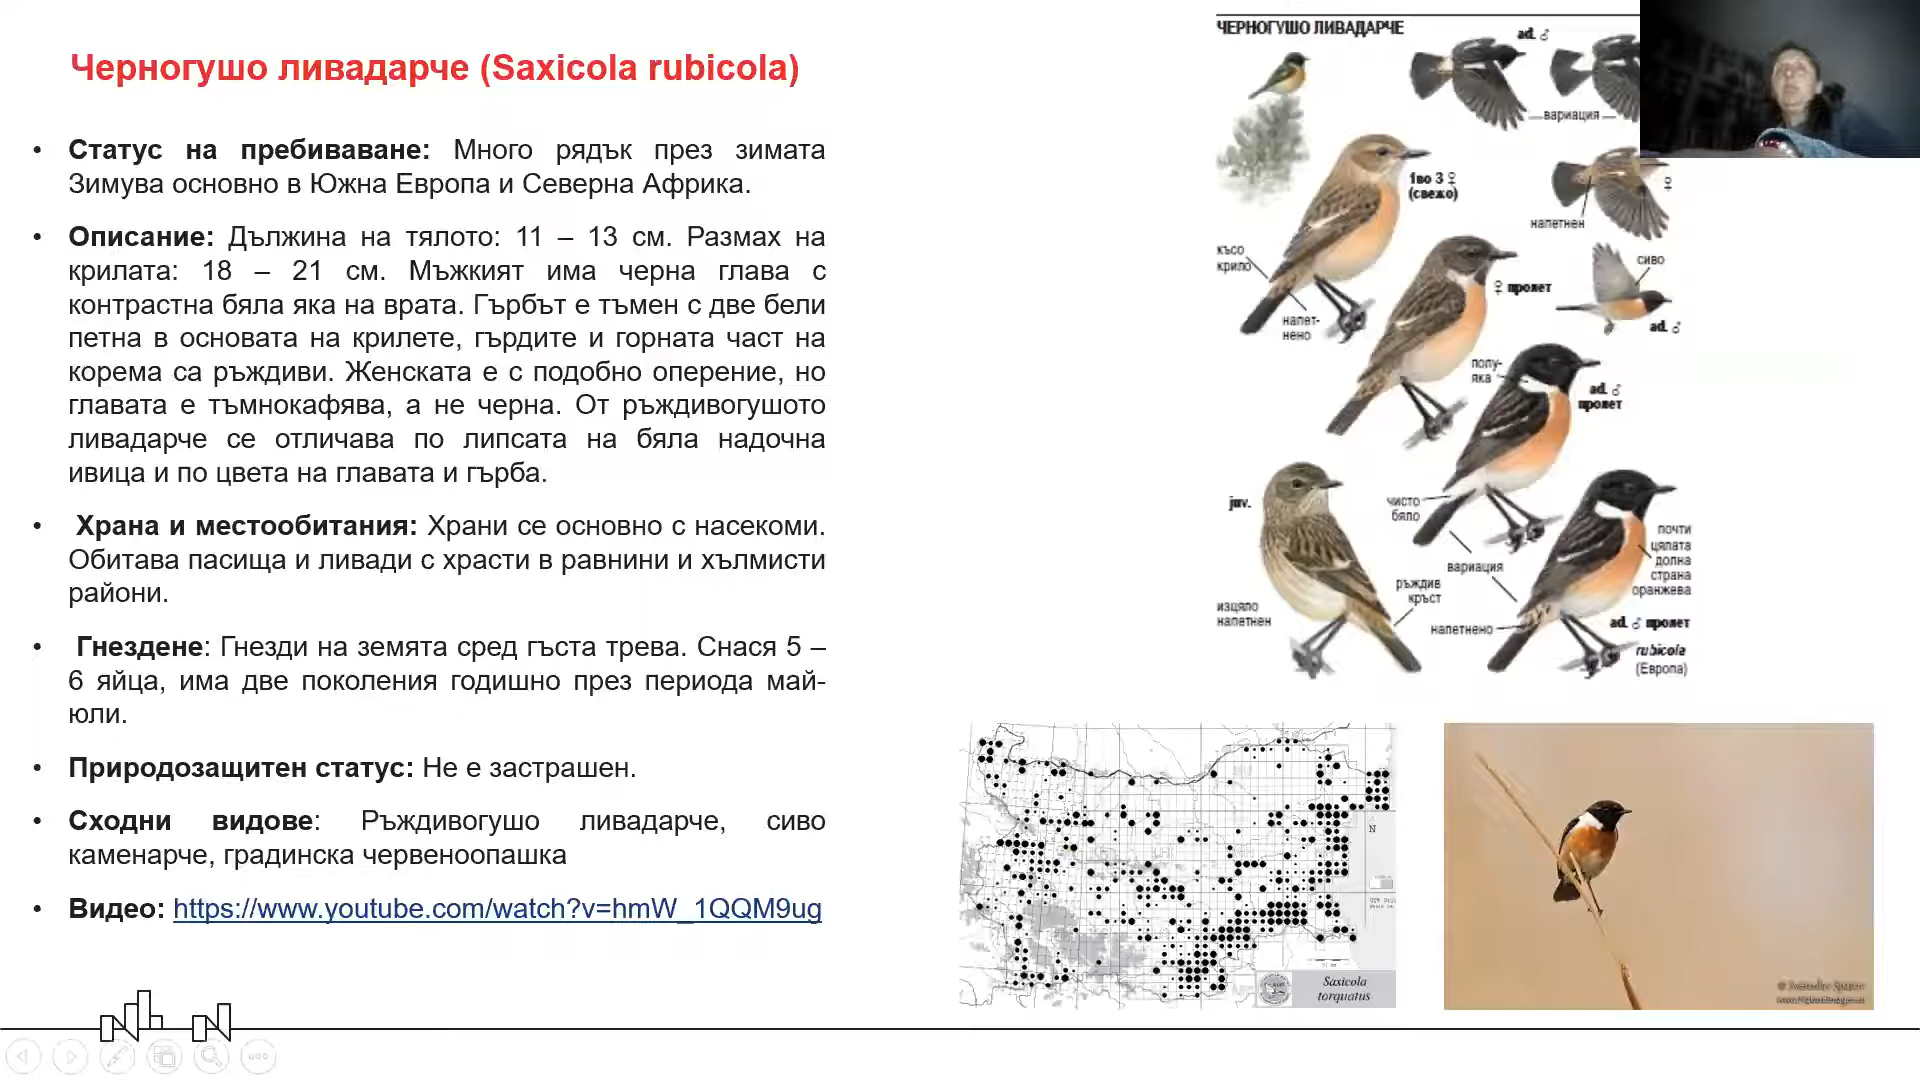 Черногушо ливадарче (Saxicola rubicola)
• Статус на пребиваване: Много рядък през зимата
Зимува основно в Южна Европа и Северна Африка.
• Описание: Дължина на тялото: 11 – 13 см. Размах на
крилата: 18 – 21 см. Мъжкият има черна глава с
контрастна бяла яка на врата. Гърбът е тъмен с две бели
петна в основата на крилете, гърдите и горната част на
корема са ръждиви. Женската е с подобно оперение, но
главата е тъмнокафява, а не черна. От ръждивогушото
ливадарче се отличава по липсата на бяла надочна
ивица и по цвета на главата и гърба.
• Храна и местообитания: Храни се основно с насекоми.
Обитава пасища и ливади с храсти в равнини и хълмисти
райони.
• Гнездене: Гнезди на земята сред гъста трева. Снася 5 –
6 яйца, има две поколения годишно през периода май-
юли.
• Природозащитен статус: Не е застрашен.
• Сходни видове: Ръждивогушо ливадарче, сиво
каменарче, градинска червеноопашка
• Видео: https://www.youtube.com/watch?v=hmW_1QQM9ug
ЧЕРНОГУШО ЛИВАДАРЧЕ
ad. ♂
вариация
1во 3 ♀
(свежо)
♀
напетнен
късо
крило
напет-
нено
♀ пролет
сиво
ad. ♂
полу-
яка
ad. ♂
пролет
juv.
чисто
бяло
вариация
ръждив
кръст
изцяло
напетнен
напетнено
почти
цялата
долна
страна
оранжева
ad. ♂ пролет
rubicola
(Европа)
N
Saxicola
torquatus